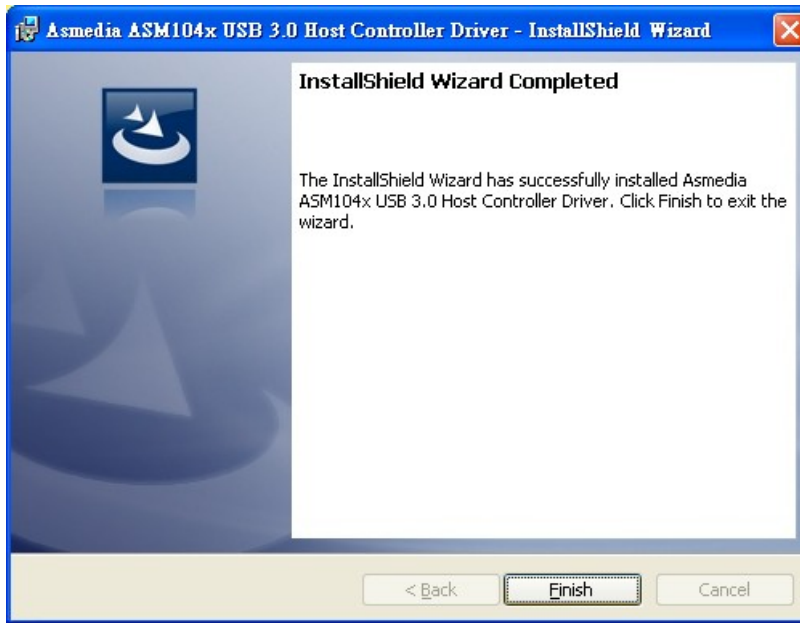 Asmedia ASM104x USB 3.0 Host Controller Driver - InstallShield Wizard
InstallShield Wizard Completed
The InstallShield Wizard has successfully installed Asmedia
ASM104x USB 3.0 Host Controller Driver. Click Finish to exit the
wizard.
< Back
Finish
Cancel